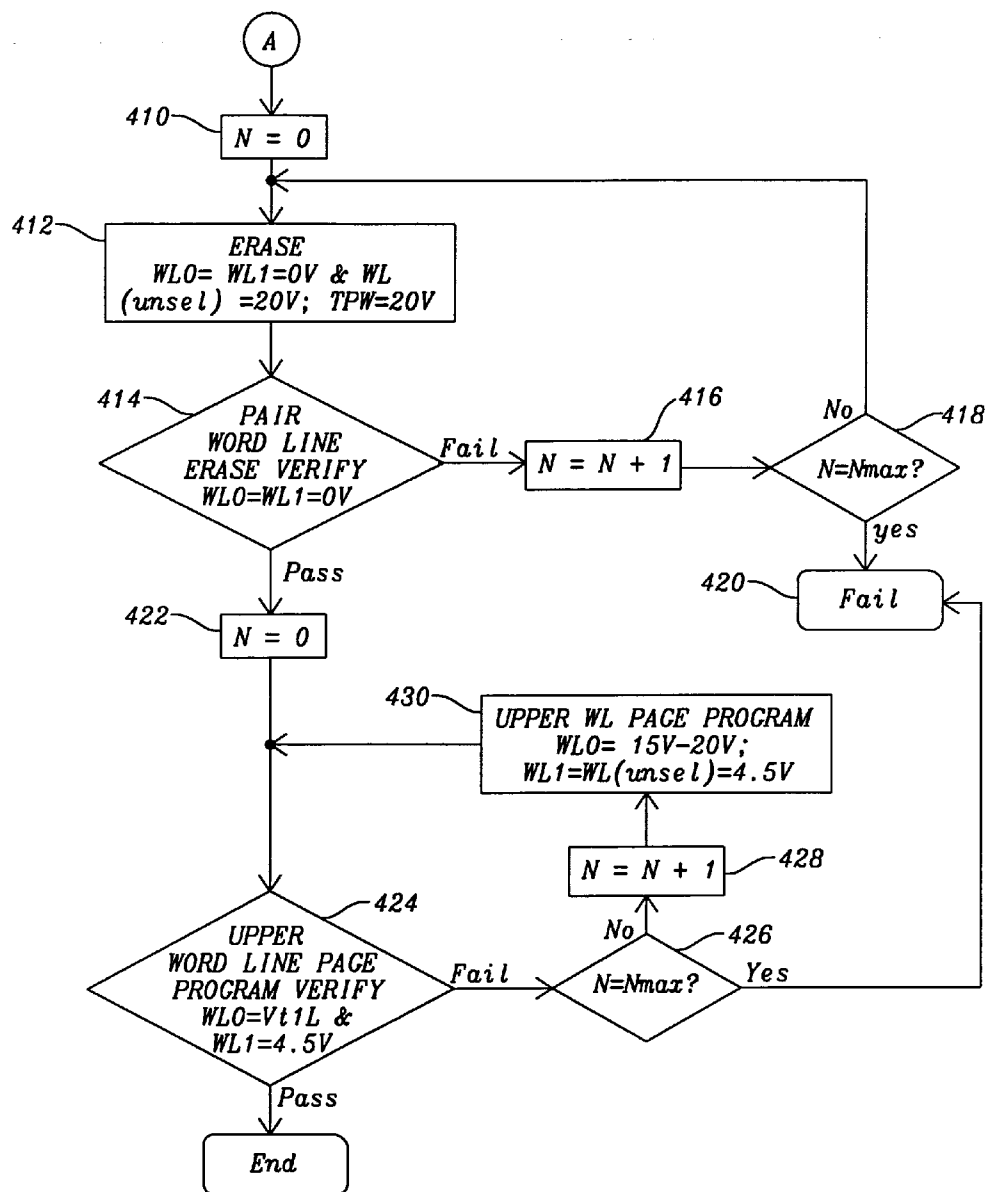 A
410
N = 0
412
ERASE
WL0= WL1=0V & WL
(unsel) =20V; TPW=20V
414
PAIR
WORD LINE
ERASE VERIFY
WL0=WL1=0V
Fail
416
N = N + 1
No
418
N=Nmax?
yes
420
Fail
Pass
422
N = 0
430
UPPER WL PAGE PROGRAM
WL0= 15V-20V;
WL1=WL(unsel)=4.5V
N = N + 1
428
424
UPPER
WORD LINE PAGE
PROGRAM VERIFY
WL0=Vt1L &
WL1=4.5V
Fail
No
426
N=Nmax?
Yes
Pass
End